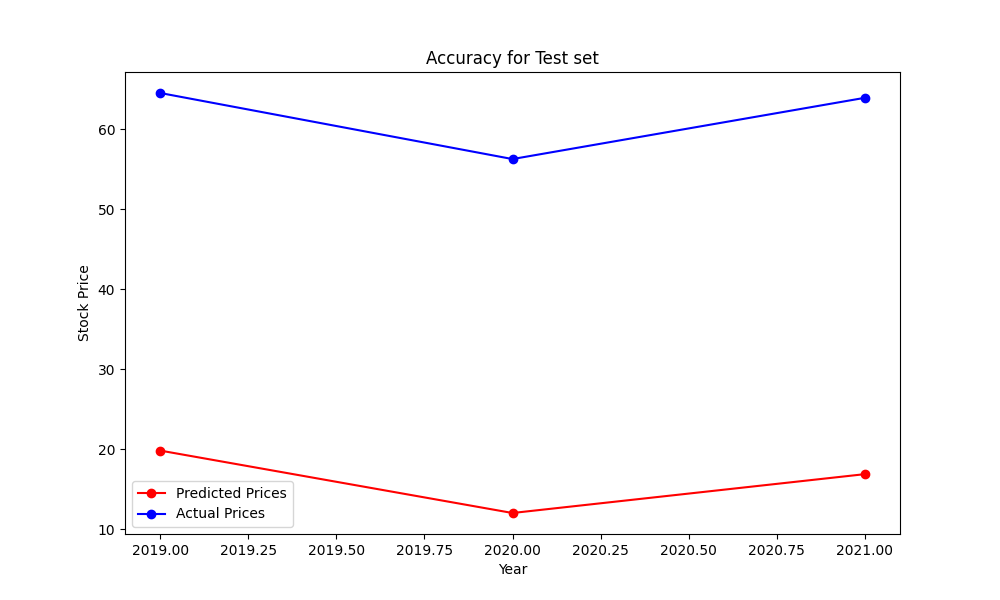 Accuracy for Test set
Stock Price
60
50
40
30
20
10
Predicted Prices
Actual Prices
2019.00 2019.25 2019.50 2019.75 2020.00 2020.25 2020.50 2020.75 2021.00
Year